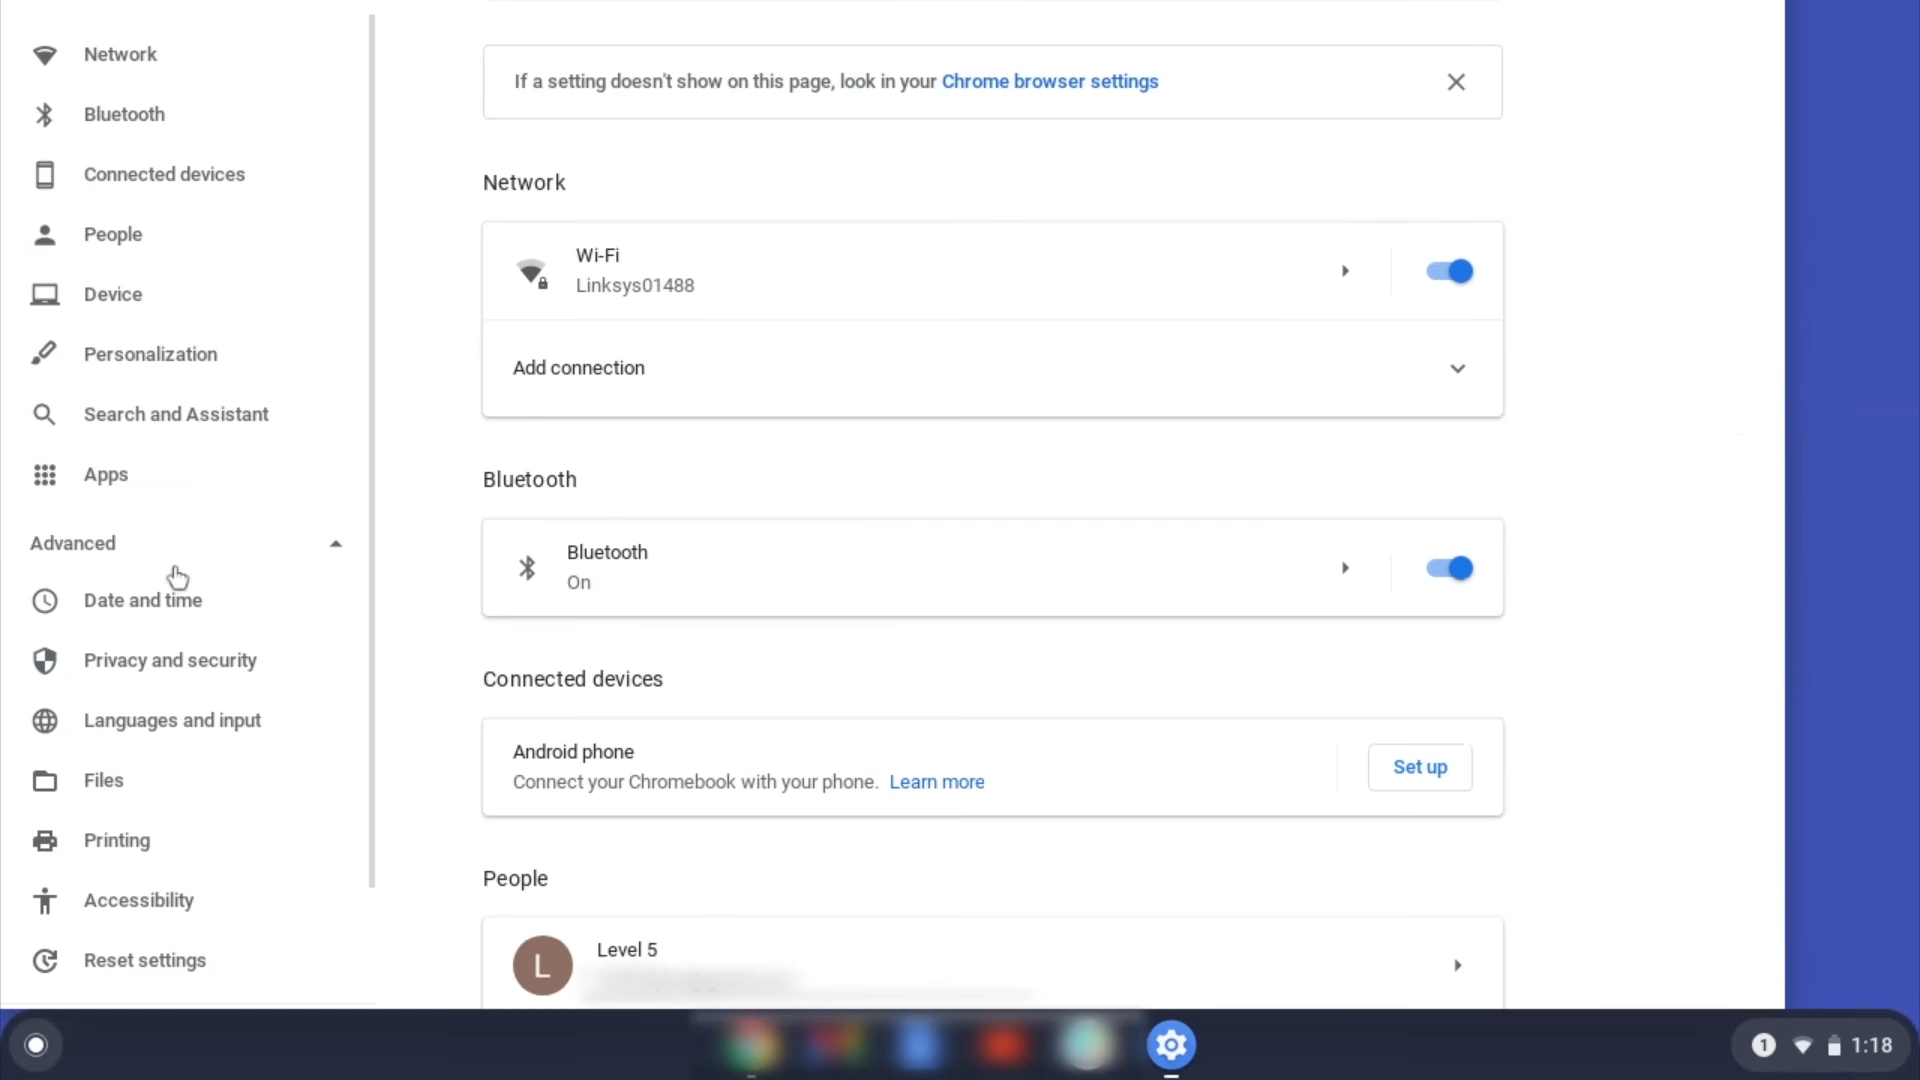 Network
Bluetooth
Connected devices
People
Device
Personalization
Search and Assistant
Apps
Advanced
Date and time
Privacy and security
Languages and input
Files
Printing
Accessibility
Reset settings
If a setting doesn't show on this page, look in your Chrome browser settings
Network
Wi-Fi
Linksys01488
Add connection
Bluetooth
Bluetooth
On
Connected devices
Android phone
Connect your Chromebook with your phone. Learn more
Set up
People
L
Level 5
1
1:18